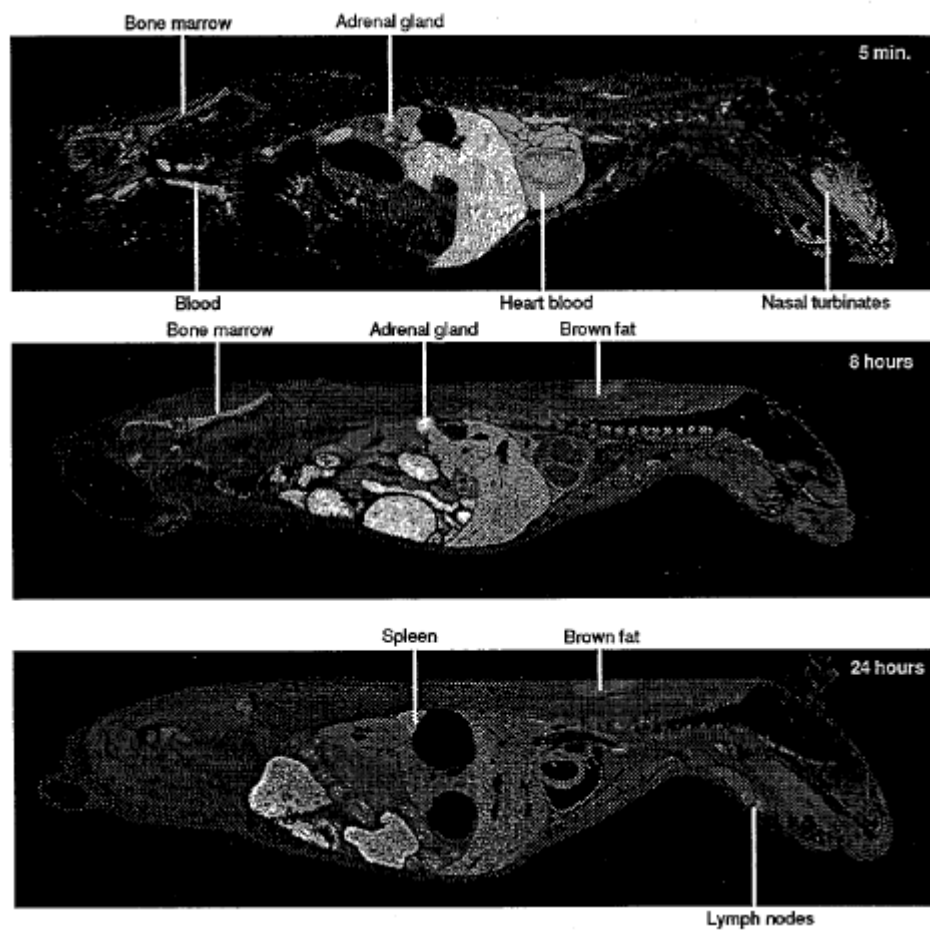 Bone marrow Adrenal gland
5 min.
Blood Heart blood Nasal turbinates
Bone marrow Adrenal gland Brown fat
8 hours
Spleen Brown fat
24 hours
Lymph nodes